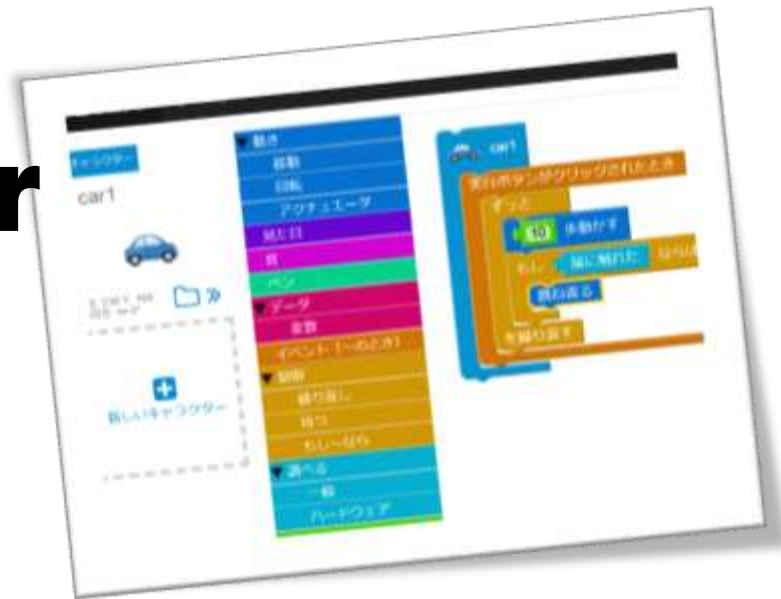 r
キャラクター
car1
新しいキャラクター
動き
移動
回転
アクチュエータ
見た目
音
ペン
データ
変数
イベント（〜のとき）
制御
繰り返し
待つ
もし〜なら
調べる
一般
ハードウェア
car1
実行ボタンがクリックされたとき
ずっと
10 歩動かす
もし 端に触れた ならば
跳ね返る
を繰り返す